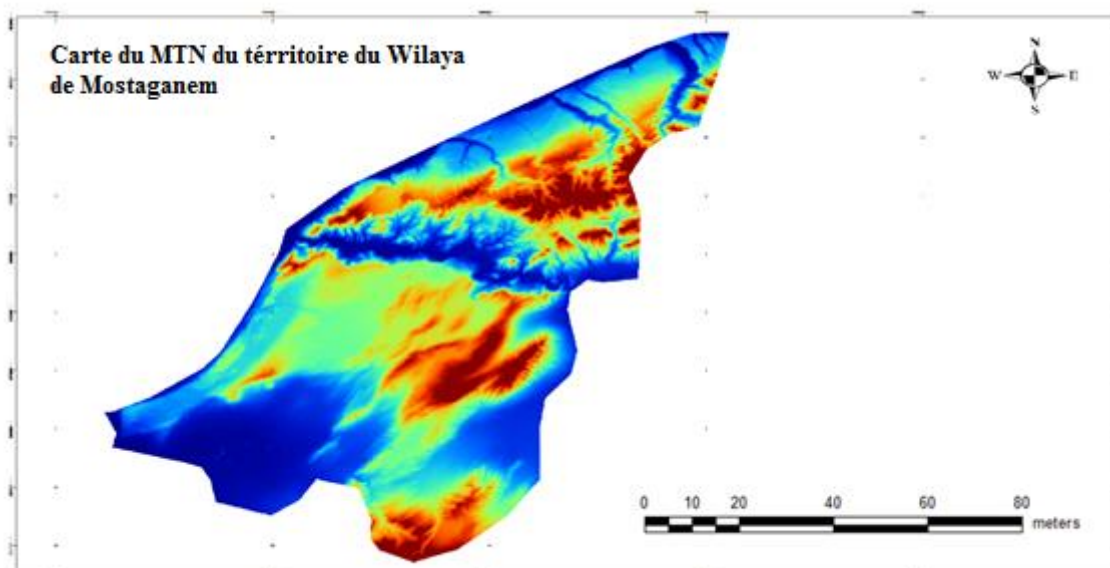 Carte du MTN du térritoire du Wilaya
de Mostaganem
N
W E
S
0 10 20 40 60 80
meters